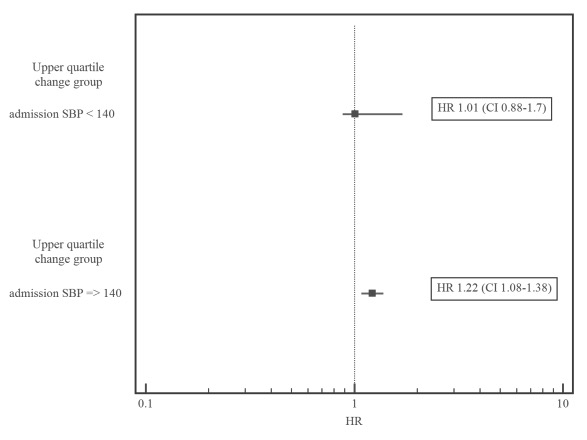 Upper quartile
change group
admission SBP < 140
HR 1.01 (CI 0.88-1.7)
Upper quartile
change group
admission SBP => 140
HR 1.22 (CI 1.08-1.38)
0.1 1 10
HR